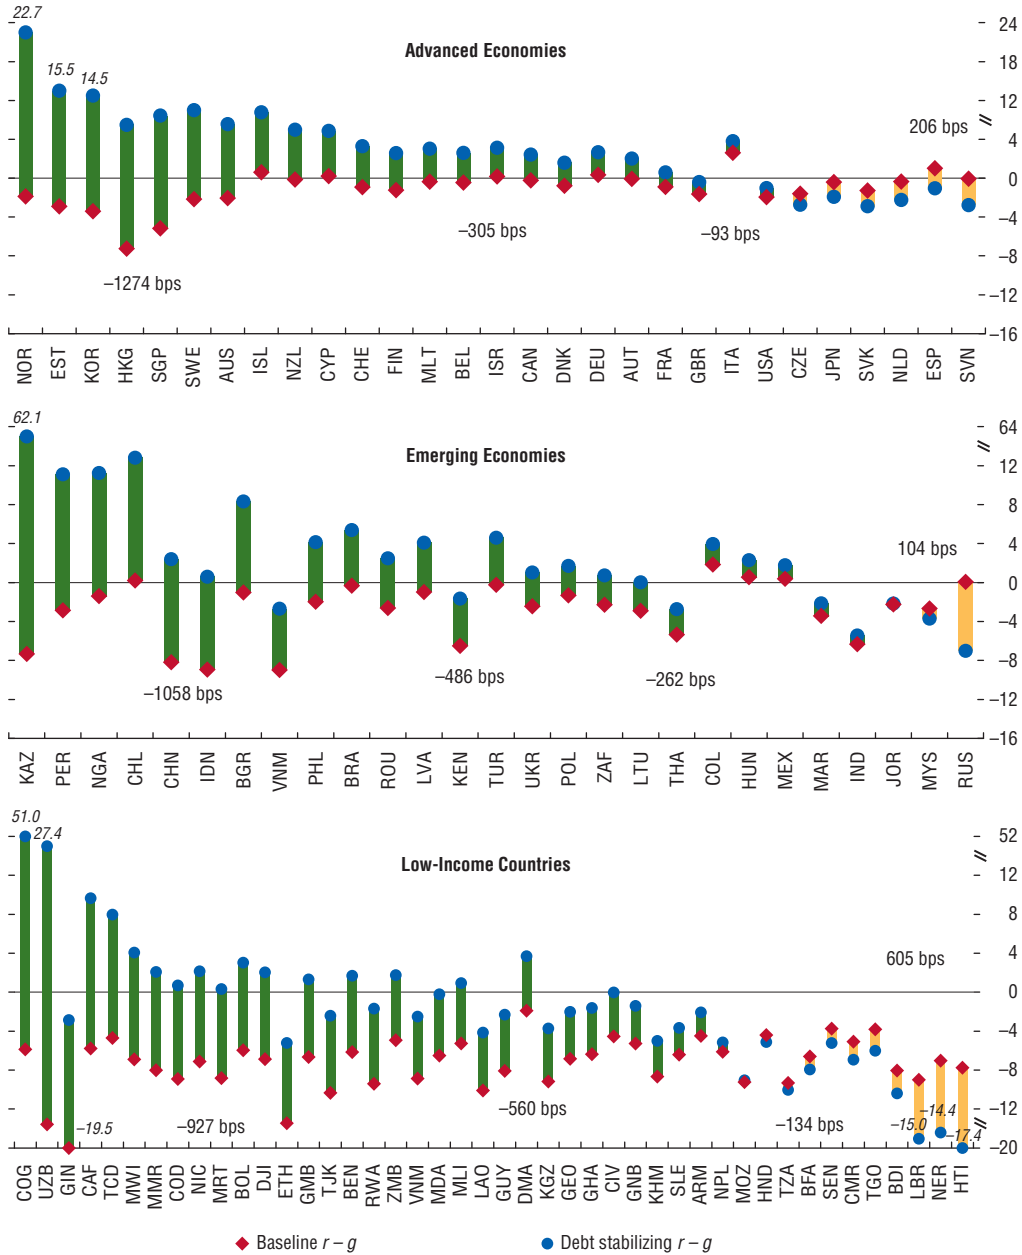 22.7
15.5
14.5
Advanced Economies
24
18
12
4
0
–4
–8
–12
–16
206 bps
–305 bps
–93 bps
–1274 bps
NOR EST KOR HKG SGP SWE AUS ISL NZL CYP CHE FIN MLT BEL ISR CAN DNK DEU AUT FRA GBR ITA USA CZE JPN SVK NLD ESP SVN
62.1
Emerging Economies
64
12
8
4
0
–4
–8
–12
–16
104 bps
–1058 bps
–486 bps
–262 bps
KAZ PER NGA CHL CHN IDN BGR VNM PHL BRA ROU LVA KEN TUR UKR POL ZAF LTU THA COL HUN MEX MAR IND JOR MYS RUS
51.0
27.4
Low-Income Countries
52
12
8
4
0
–4
–8
–12
–20
605 bps
–19.5
–927 bps
–560 bps
–134 bps
–15.0
–14.4
–17.4
COG UZB GIN CAF TCD MWI MMR COD NIC MRT BOL DJI ETH GMB TJK BEN RWA ZMB VNM MDA MLI LAO GUY DMA KGZ GEO GHA CIV GNB KHM SLE ARM NPL MOZ HND TZA BFA SEN CMR TGO BDI LBR NER HTI
Baseline r – g
Debt stabilizing r – g